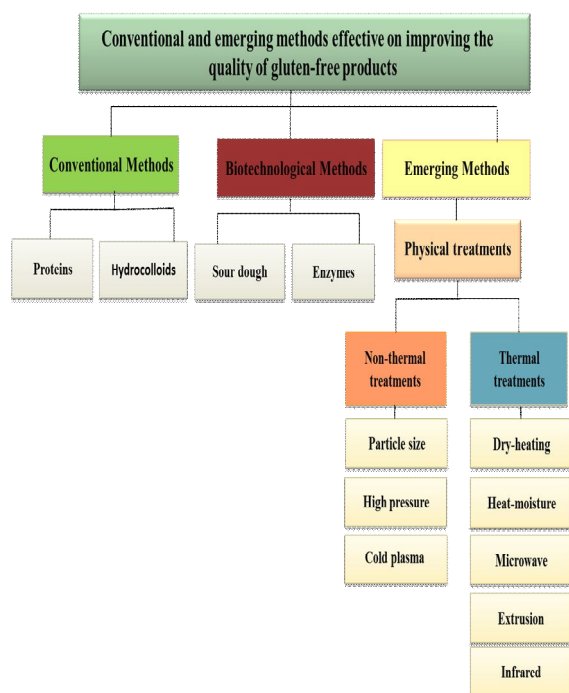 Conventional and emerging methods effective on improving the
quality of gluten-free products
Conventional Methods
Biotechnological Methods
Emerging Methods
Proteins
Hydrocolloids
Sour dough
Enzymes
Physical treatments
Non-thermal
treatments
Thermal
treatments
Particle size
Dry-heating
High pressure
Heat-moisture
Cold plasma
Microwave
Extrusion
Infrared